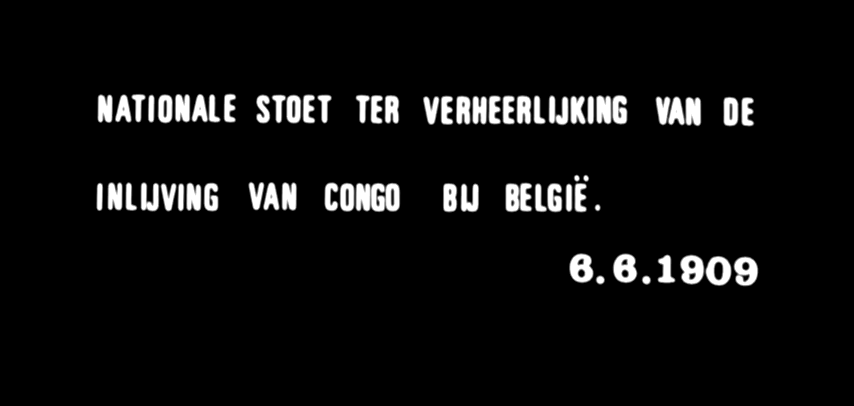 NATIONALE STOET TER VERHEERLIJKING VAN DE
INLIJVING VAN CONGO BIJ BELGIË.
6.6.1909